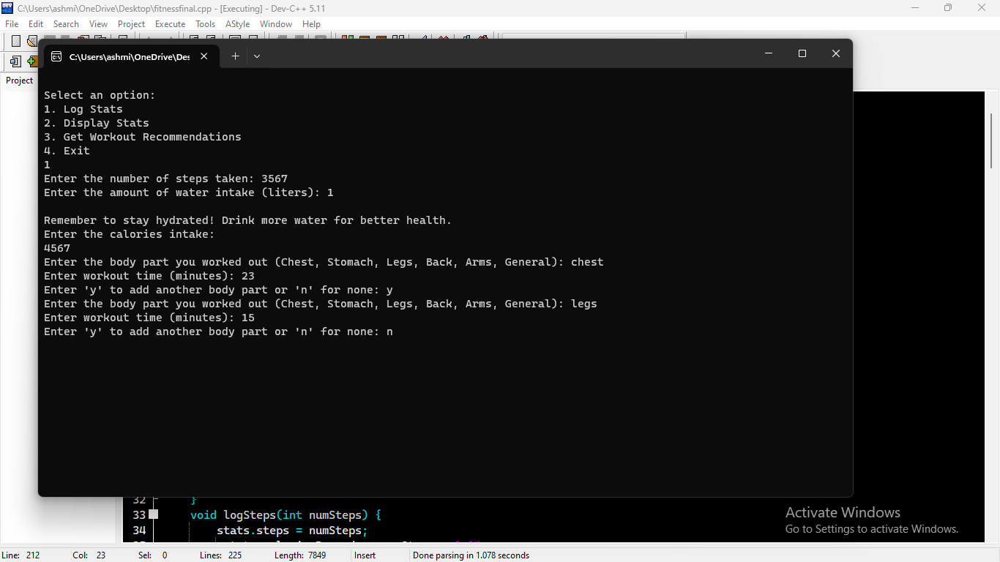 C:\Users\ashmi\OneDrive\Desktop\fitnessfinal.cpp - [Executing] - Dev-C++ 5.11
File Edit Search View Project Execute Tools AStyle Window Help
C:\Users\ashmi\OneDrive\Des
Project
Select an option:
1. Log Stats
2. Display Stats
3. Get Workout Recommendations
4. Exit
1
Enter the number of steps taken: 3567
Enter the amount of water intake (liters): 1
Remember to stay hydrated! Drink more water for better health.
Enter the calories intake:
4567
Enter the body part you worked out (Chest, Stomach, Legs, Back, Arms, General): chest
Enter workout time (minutes): 23
Enter 'y' to add another body part or 'n' for none: y
Enter the body part you worked out (Chest, Stomach, Legs, Back, Arms, General): legs
Enter workout time (minutes): 15
Enter 'y' to add another body part or 'n' for none: n
32 }
33 void logSteps(int numSteps) {
34 stats.steps = numSteps;
Activate Windows
Go to Settings to activate Windows.
Line: 212 Col: 23 Sel: 0 Lines: 225 Length: 7849 Insert Done parsing in 1.078 seconds